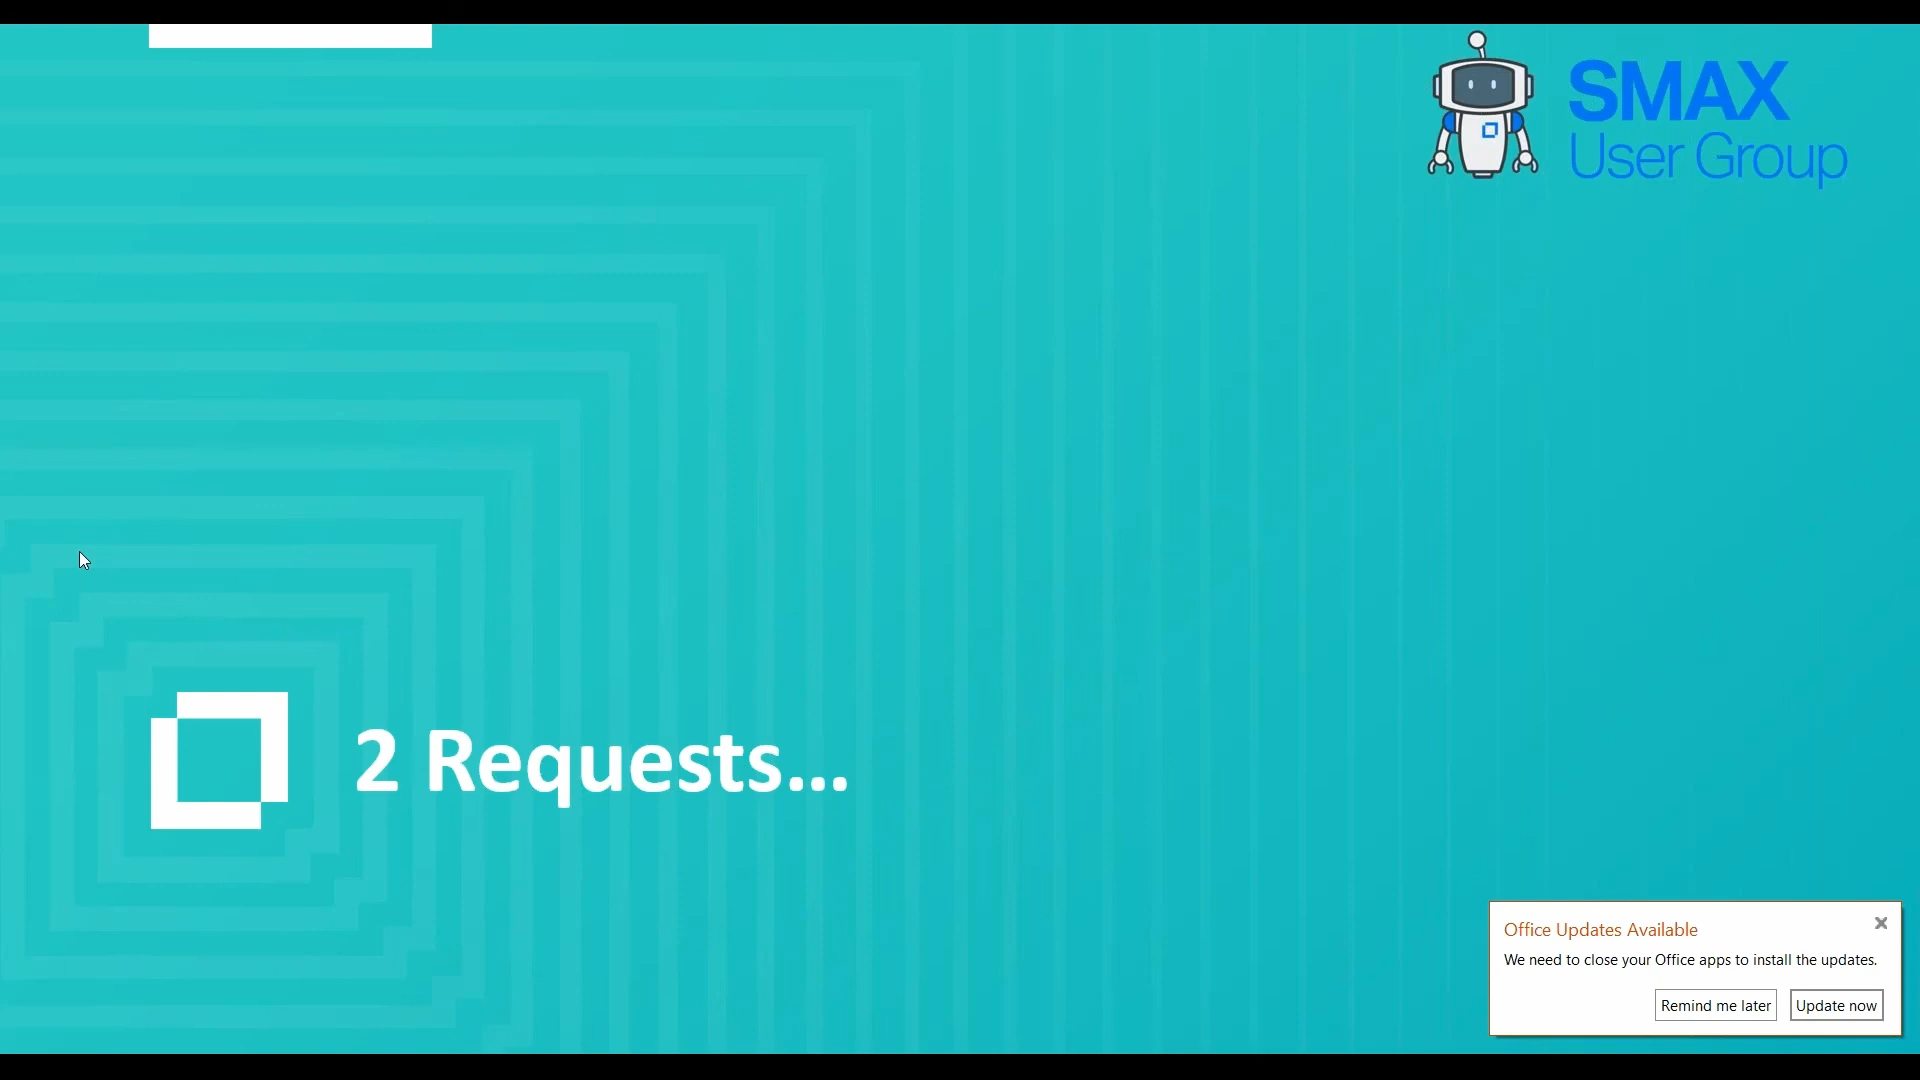 SMAX
User Group
2 Requests...
Office Updates Available
We need to close your Office apps to install the updates.
Remind me later
Update now